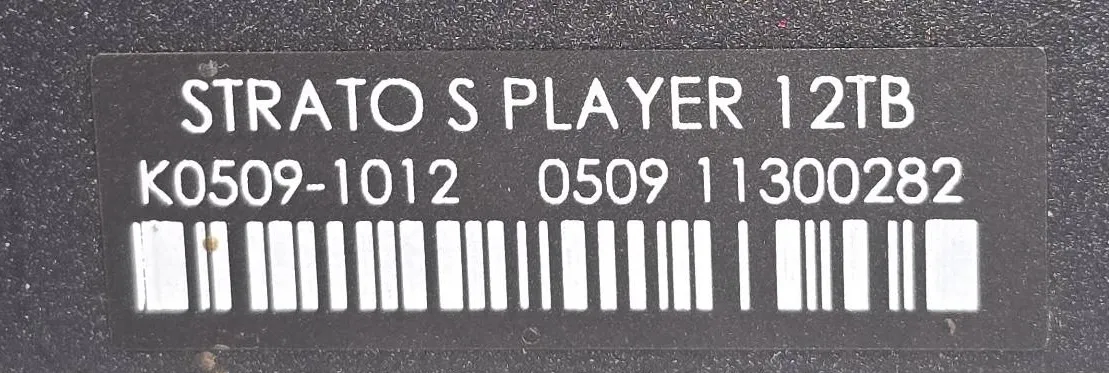 STRATO S PLAYER 12TB
K0509-1012 0509 11300282